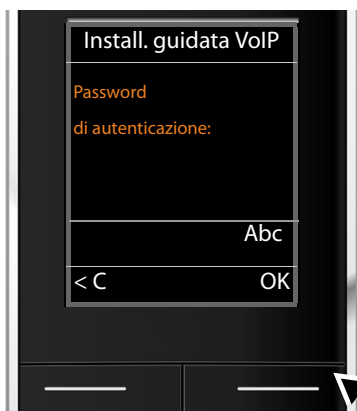 Install. guidata VoIP
Password
di autenticazione:
Abc
< C OK